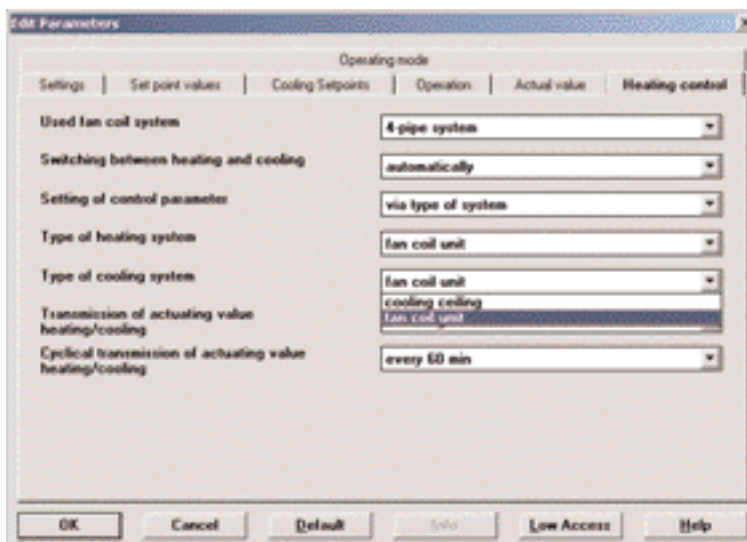 Edit Parameters
Operating mode
Settings
Set point values
Cooling Setpoints
Operation
Actual value
Heating control
Used fan coil system
4-pipe system
Switching between heating and cooling
automatically
Setting of control parameter
via type of system
Type of heating system
fan coil unit
Type of cooling system
fan coil unit
cooling ceiling
fan coil unit
Transmission of actuating value
heating/cooling
Cyclical transmission of actuating value
heating/cooling
every 60 min
OK
Cancel
Default
Info
Low Access
Help